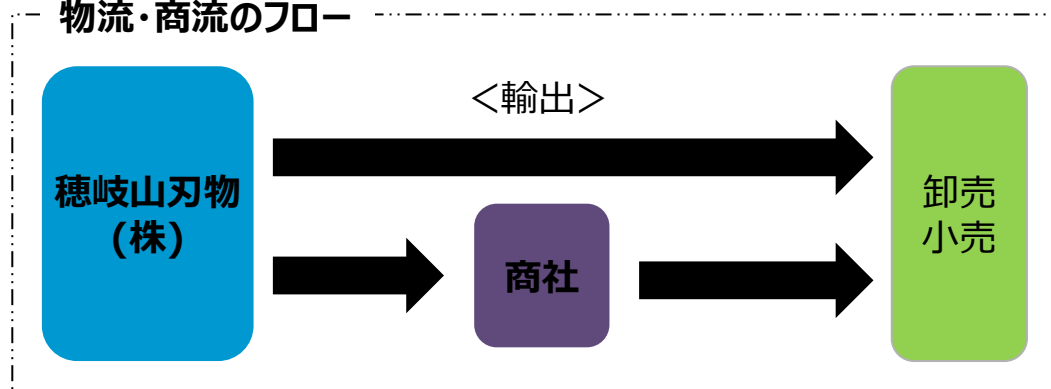 物流・商流のフロー
＜輸出＞
穂岐山刃物
(株)
商社
卸売
小売